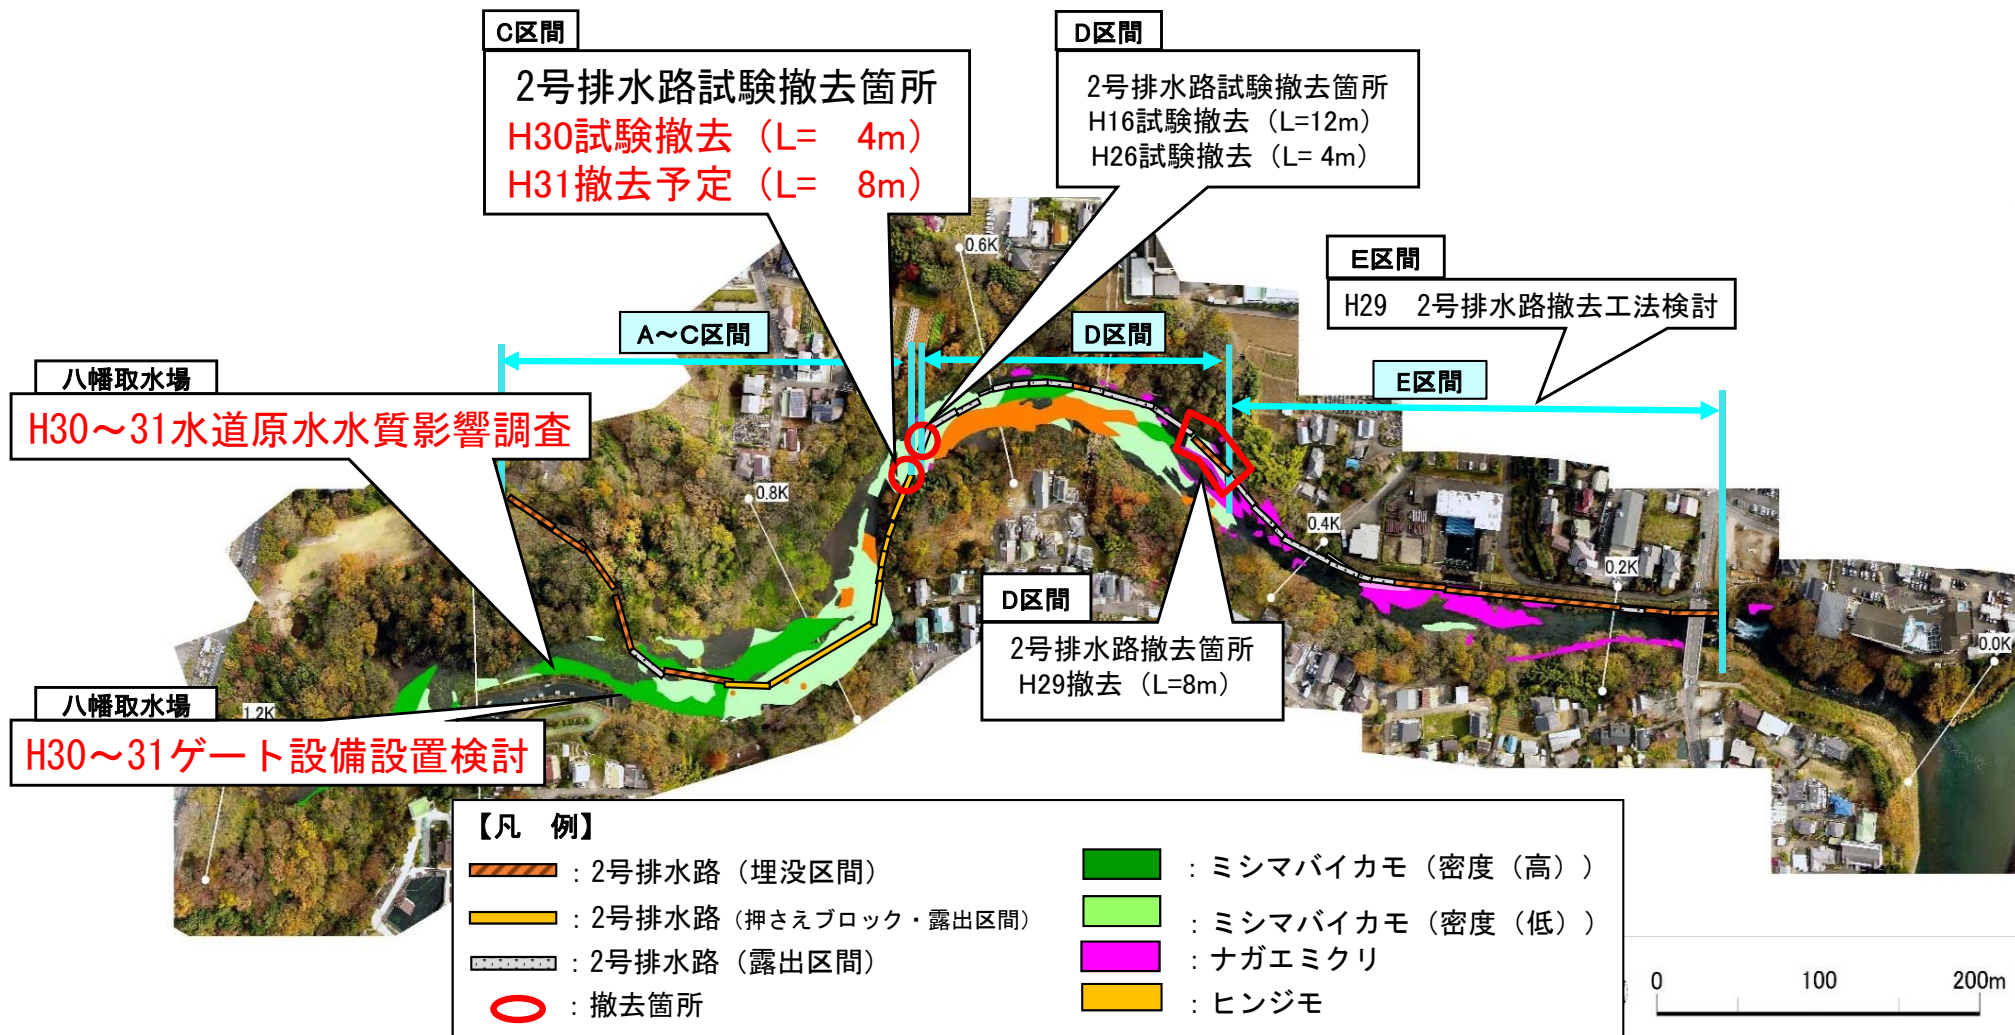 C区間
2号排水路試験撤去箇所
H30試験撤去（L=　4m）
H31撤去予定（L=　8m）
D区間
2号排水路試験撤去箇所
H16試験撤去（L=12m）
H26試験撤去（L= 4m）
E区間
H29　2号排水路撤去工法検討
A～C区間
D区間
E区間
八幡取水場
H30～31水道原水水質影響調査
八幡取水場
H30～31ゲート設備設置検討
D区間
2号排水路撤去箇所
H29撤去（L=8m）
0.6K
0.8K
0.4K
0.2K
0.0K
1.2K
【凡　例】
：2号排水路（埋没区間）
：2号排水路（押さえブロック・露出区間）
：2号排水路（露出区間）
：撤去箇所
：ミシマバイカモ（密度（高））
：ミシマバイカモ（密度（低））
：ナガエミクリ
：ヒンジモ
0　100　200m